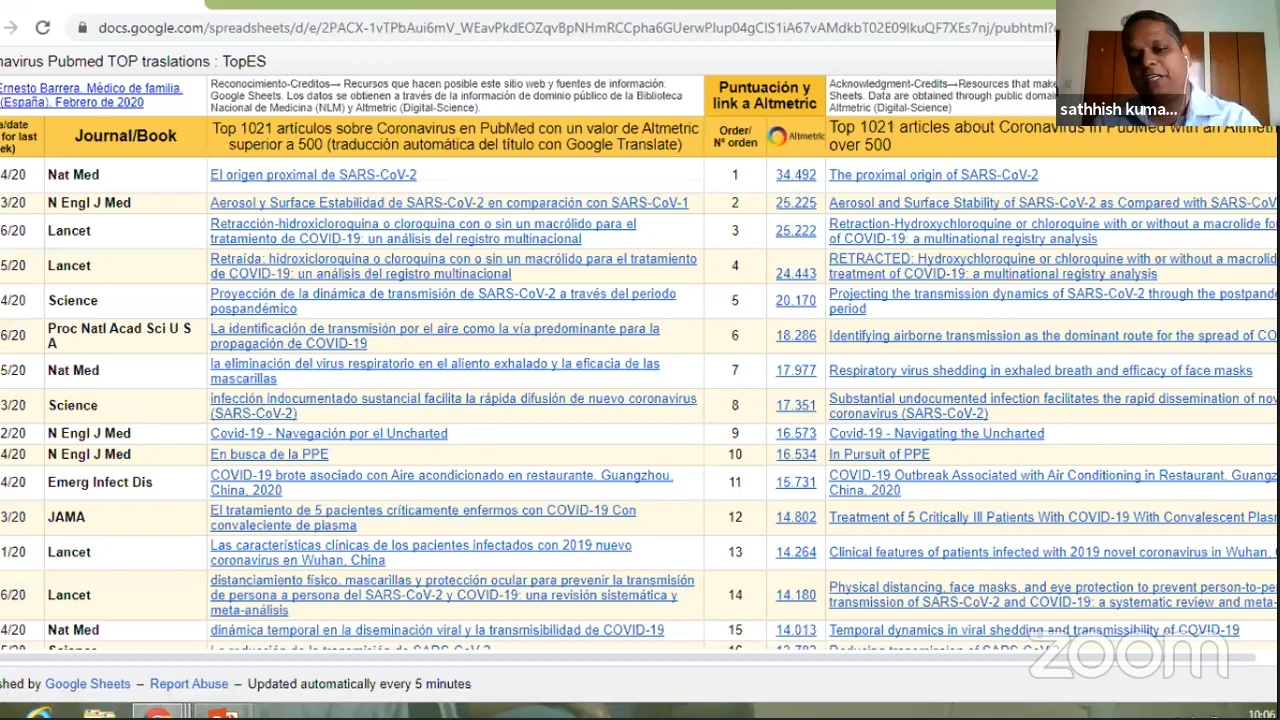 docs.google.com/spreadsheets/d/e/2PACX-1vTPbAui6mV_WEavPkdEOZqvBpNHmRCCpha6GUerwPIup04gClS1iA67vAMdkbT02E09IkuQF7XEs7nj/pubhtml?
navirus Pubmed TOP traslations : TopES
Ernesto Barrera. Médico de familia.
(España). Febrero de 2020
Reconocimiento-Creditos→ Recursos que hacen posible este sitio web y fuentes de información:
Google Sheets. Los datos se obtienen a través de la información de dominio público de la Biblioteca
Nacional de Medicina (NLM) y Altmetric (Digital-Science).
Puntuación y
link a Altmetric
Acknowledgment-Credits→Resources that make
Sheets. Data are obtained through public domai
Altmetric (Digital-Science)
sathhish kuma...
a/date
for last
ek)
Journal/Book
Top 1021 artículos sobre Coronavirus en PubMed con un valor de Altmetric
superior a 500 (traducción automática del título con Google Translate)
Order/
Nº orden
Altmetric
Top 1021 articles about Coronavirus in PubMed with an Altmetri
over 500
4/20 Nat Med El origen proximal de SARS-CoV-2 1 34.492 The proximal origin of SARS-CoV-2
3/20 N Engl J Med Aerosol y Surface Estabilidad de SARS-CoV-2 en comparación con SARS-CoV-1 2 25.225 Aerosol and Surface Stability of SARS-CoV-2 as Compared with SARS-CoV
6/20 Lancet Retracción-hidroxicloroquina o cloroquina con o sin un macrólido para el 3 25.222 Retraction-Hydroxychloroquine or chloroquine with or without a macrolide fo
tratamiento de COVID-19: un análisis del registro multinacional of COVID-19: a multinational registry analysis
5/20 Lancet Retraída: hidroxicloroquina o cloroquina con o sin un macrólido para el tratamiento 4 24.443 RETRACTED: Hydroxychloroquine or chloroquine with or without a macrolid
de COVID-19: un análisis del registro multinacional treatment of COVID-19: a multinational registry analysis
4/20 Science Proyección de la dinámica de transmisión de SARS-CoV-2 a través del periodo 5 20.170 Projecting the transmission dynamics of SARS-CoV-2 through the postpande
pospandémico period
6/20 Proc Natl Acad Sci U S La identificación de transmisión por el aire como la vía predominante para la 6 18.286 Identifying airborne transmission as the dominant route for the spread of CO
A propagación de COVID-19
5/20 Nat Med la eliminación del virus respiratorio en el aliento exhalado y la eficacia de las 7 17.977 Respiratory virus shedding in exhaled breath and efficacy of face masks
mascarillas
3/20 Science infección indocumentado sustancial facilita la rápida difusión de nuevo coronavirus 8 17.351 Substantial undocumented infection facilitates the rapid dissemination of nov
(SARS-CoV-2) coronavirus (SARS-CoV-2)
2/20 N Engl J Med Covid-19 - Navegación por el Uncharted 9 16.573 Covid-19 - Navigating the Uncharted
4/20 N Engl J Med En busca de la PPE 10 16.534 In Pursuit of PPE
4/20 Emerg Infect Dis COVID-19 brote asociado con Aire acondicionado en restaurante, Guangzhou, 11 15.731 COVID-19 Outbreak Associated with Air Conditioning in Restaurant, Guangz
China, 2020 China, 2020
3/20 JAMA El tratamiento de 5 pacientes críticamente enfermos con COVID-19 Con 12 14.802 Treatment of 5 Critically Ill Patients With COVID-19 With Convalescent Plas
convaleciente de plasma
1/20 Lancet Las características clínicas de los pacientes infectados con 2019 nuevo 13 14.264 Clinical features of patients infected with 2019 novel coronavirus in Wuhan,
coronavirus en Wuhan, China
6/20 Lancet distanciamiento físico, mascarillas y protección ocular para prevenir la transmisión 14 14.180 Physical distancing, face masks, and eye protection to prevent person-to-pe
de persona a persona del SARS-CoV-2 y COVID-19: una revisión sistemática y transmission of SARS-CoV-2 and COVID-19: a systematic review and meta-
meta-análisis
4/20 Nat Med dinámica temporal en la diseminación viral y la transmisibilidad de COVID-19 15 14.013 Temporal dynamics in viral shedding and transmissibility of COVID-19
zoom
shed by Google Sheets – Report Abuse – Updated automatically every 5 minutes
10:06